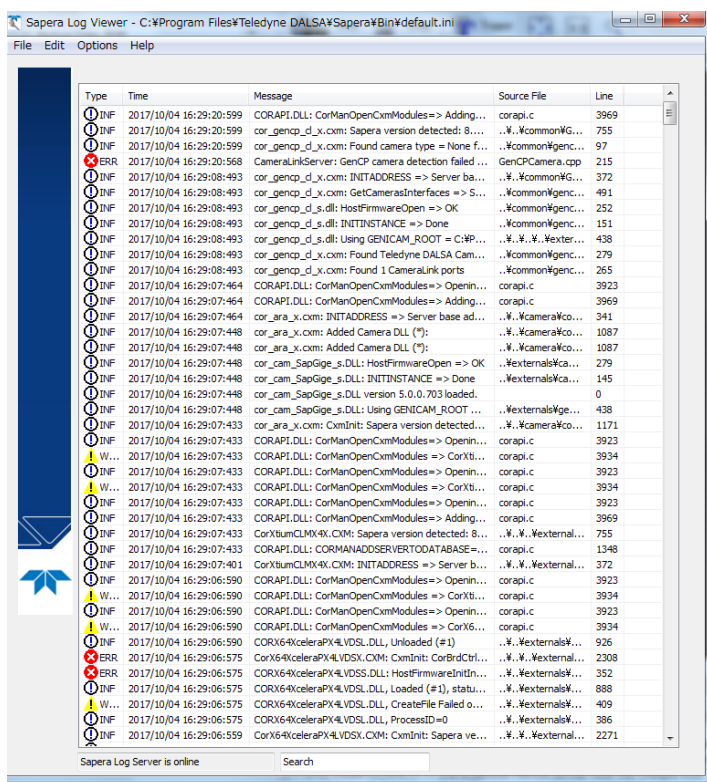 Sapera Log Viewer - C:¥Program Files¥Teledyne DALSA¥Sapera¥Bin¥default.ini
File Edit Options Help
Type Time Message Source File Line
INF 2017/10/04 16:29:20:599 CORAPI.DLL: CorManOpenCxmModules=> Adding... corapi.c 3969
INF 2017/10/04 16:29:20:599 cor_gencp_cl_x.cxm: Sapera version detected: 8.... ..¥..¥common¥G... 755
INF 2017/10/04 16:29:20:599 cor_gencp_cl_x.cxm: Found camera type = None f... ..¥common¥genc... 97
ERR 2017/10/04 16:29:20:568 CameraLinkServer: GenCP camera detection failed ... GenCPCamera.cpp 215
INF 2017/10/04 16:29:08:493 cor_gencp_cl_x.cxm: INITADDRESS => Server ba... ..¥..¥common¥G... 372
INF 2017/10/04 16:29:08:493 cor_gencp_cl_x.cxm: GetCamerasInterfaces => S... ..¥common¥genc... 491
INF 2017/10/04 16:29:08:493 cor_gencp_cl_s.dll: HostFirmwareOpen => OK ..¥common¥genc... 252
INF 2017/10/04 16:29:08:493 cor_gencp_cl_s.dll: INITINSTANCE => Done ..¥common¥genc... 151
INF 2017/10/04 16:29:08:493 cor_gencp_cl_s.dll: Using GENICAM_ROOT = C:¥P... ..¥..¥..¥..¥exter... 438
INF 2017/10/04 16:29:08:493 cor_gencp_cl_x.cxm: Found Teledyne DALSA Cam... ..¥common¥genc... 279
INF 2017/10/04 16:29:08:493 cor_gencp_cl_x.cxm: Found 1 CameraLink ports ..¥common¥genc... 265
INF 2017/10/04 16:29:07:464 CORAPI.DLL: CorManOpenCxmModules=> Openin... corapi.c 3923
INF 2017/10/04 16:29:07:464 CORAPI.DLL: CorManOpenCxmModules=> Adding... corapi.c 3969
INF 2017/10/04 16:29:07:464 cor_ara_x.cxm: INITADDRESS => Server base ad... ..¥..¥camera¥co... 341
INF 2017/10/04 16:29:07:448 cor_ara_x.cxm: Added Camera DLL (*): ..¥..¥camera¥co... 1087
INF 2017/10/04 16:29:07:448 cor_ara_x.cxm: Added Camera DLL (*): ..¥..¥camera¥co... 1087
INF 2017/10/04 16:29:07:448 cor_cam_SapGige_s.DLL: HostFirmwareOpen => OK ..¥externals¥ca... 279
INF 2017/10/04 16:29:07:448 cor_cam_SapGige_s.DLL: INITINSTANCE => Done ..¥externals¥ca... 145
INF 2017/10/04 16:29:07:448 cor_cam_SapGige_s.DLL version 5.0.0.703 loaded. 0
INF 2017/10/04 16:29:07:448 cor_cam_SapGige_s.DLL: Using GENICAM_ROOT ... ..¥externals¥ge... 438
INF 2017/10/04 16:29:07:433 cor_ara_x.cxm: CxmInit: Sapera version detected... ..¥..¥camera¥co... 1171
INF 2017/10/04 16:29:07:433 CORAPI.DLL: CorManOpenCxmModules=> Openin... corapi.c 3923
W... 2017/10/04 16:29:07:433 CORAPI.DLL: CorManOpenCxmModules => CorXti... corapi.c 3934
INF 2017/10/04 16:29:07:433 CORAPI.DLL: CorManOpenCxmModules=> Openin... corapi.c 3923
W... 2017/10/04 16:29:07:433 CORAPI.DLL: CorManOpenCxmModules => CorXti... corapi.c 3934
INF 2017/10/04 16:29:07:433 CORAPI.DLL: CorManOpenCxmModules=> Openin... corapi.c 3923
INF 2017/10/04 16:29:07:433 CORAPI.DLL: CorManOpenCxmModules=> Adding... corapi.c 3969
INF 2017/10/04 16:29:07:433 CorXtiumCLMX4X.CXM: Sapera version detected: 8... ..¥..¥..¥external... 755
INF 2017/10/04 16:29:07:433 CORAPI.DLL: CORMANADDSERVERTODATABASE=... corapi.c 1348
INF 2017/10/04 16:29:07:401 CorXtiumCLMX4X.CXM: INITADDRESS => Server b... ..¥..¥..¥external... 372
INF 2017/10/04 16:29:06:590 CORAPI.DLL: CorManOpenCxmModules=> Openin... corapi.c 3923
W... 2017/10/04 16:29:06:590 CORAPI.DLL: CorManOpenCxmModules => CorXti... corapi.c 3934
INF 2017/10/04 16:29:06:590 CORAPI.DLL: CorManOpenCxmModules=> Openin... corapi.c 3923
W... 2017/10/04 16:29:06:590 CORAPI.DLL: CorManOpenCxmModules => CorX6... corapi.c 3934
INF 2017/10/04 16:29:06:590 CORX64XceleraPX4LVDSL.DLL, Unloaded (#1) ..¥..¥externals¥... 926
ERR 2017/10/04 16:29:06:575 CorX64XceleraPX4LVDSX.CXM: CxmInit: CorBrdCtrl... ..¥..¥..¥external... 2308
ERR 2017/10/04 16:29:06:575 CORX64XceleraPX4LVDSS.DLL: HostFirmwareInitIn... ..¥..¥externals¥... 352
INF 2017/10/04 16:29:06:575 CORX64XceleraPX4LVDSL.DLL, Loaded (#1), statu... ..¥..¥externals¥... 888
W... 2017/10/04 16:29:06:575 CORX64XceleraPX4LVDSL.DLL, CreateFile Failed o... ..¥..¥externals¥... 409
INF 2017/10/04 16:29:06:575 CORX64XceleraPX4LVDSL.DLL, ProcessID=0 ..¥..¥externals¥... 386
INF 2017/10/04 16:29:06:559 CorX64XceleraPX4LVDSX.CXM: CxmInit: Sapera ve... ..¥..¥..¥external... 2271
Sapera Log Server is online Search